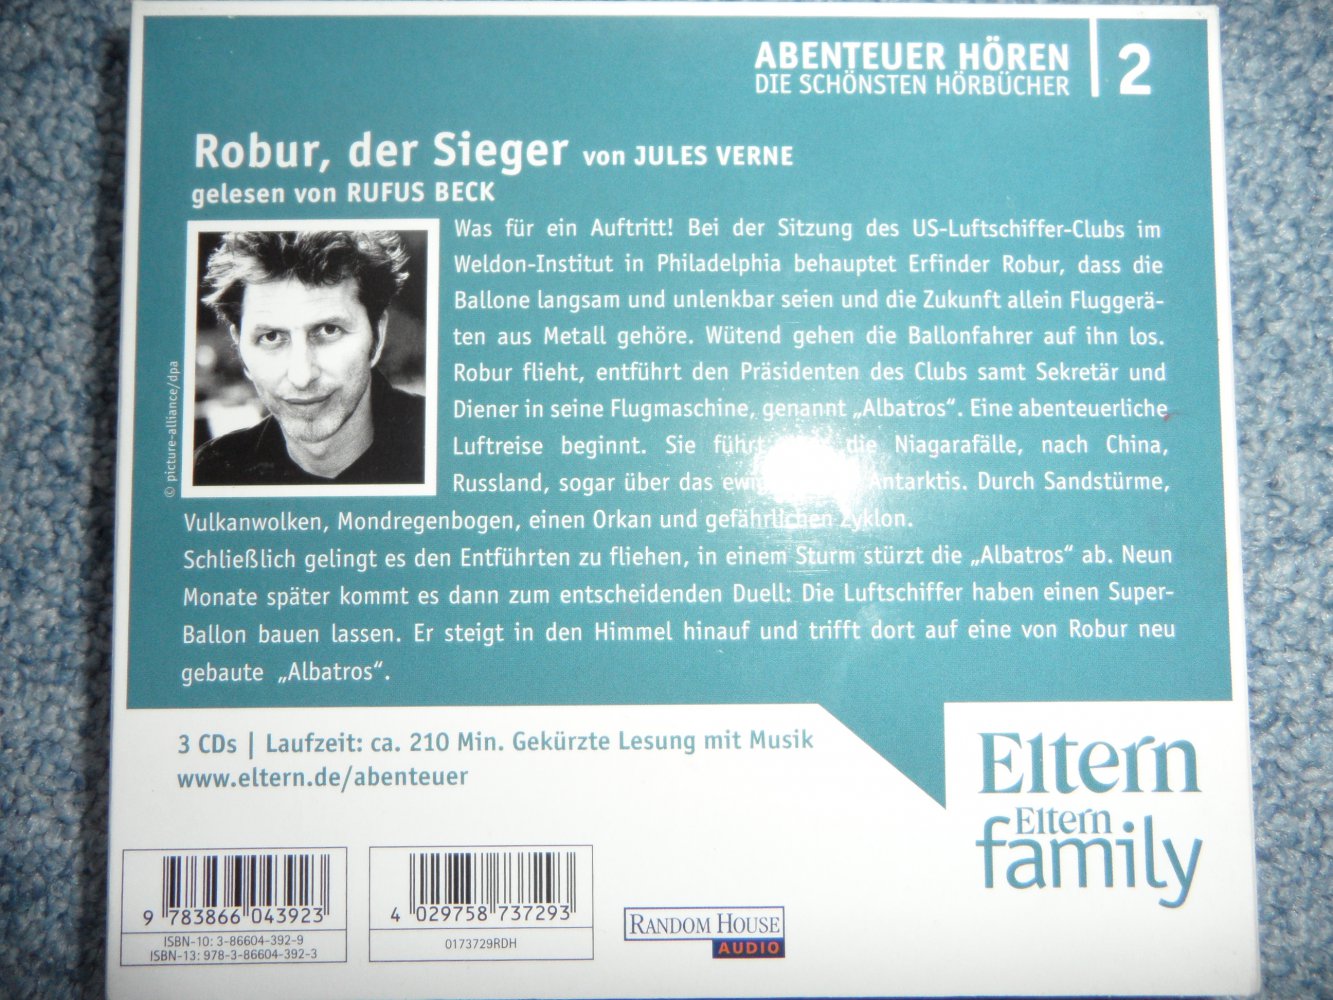 ABENTEUER HÖREN
DIE SCHÖNSTEN HÖRBÜCHER
2
Robur, der Sieger von JULES VERNE
gelesen von RUFUS BECK
© picture-alliance/dpa
Was für ein Auftritt! Bei der Sitzung des US-Luftschiffer-Clubs im
Weldon-Institut in Philadelphia behauptet Erfinder Robur, dass die
Ballone langsam und unlenkbar seien und die Zukunft allein Fluggerä-
ten aus Metall gehöre. Wütend gehen die Ballonfahrer auf ihn los.
Robur flieht, entführt den Präsidenten des Clubs samt Sekretär und
Diener in seine Flugmaschine, genannt „Albatros“. Eine abenteuerliche
Luftreise beginnt. Sie führt die Niagarafälle, nach China,
Russland, sogar über das Antarktis. Durch Sandstürme,
Vulkanwolken, Mondregenbogen, einen Orkan und gefährlichen Zyklon.
Schließlich gelingt es den Entführten zu fliehen, in einem Sturm stürzt die „Albatros“ ab. Neun
Monate später kommt es dann zum entscheidenden Duell: Die Luftschiffer haben einen Super-
Ballon bauen lassen. Er steigt in den Himmel hinauf und trifft dort auf eine von Robur neu
gebaute „Albatros“.
3 CDs | Laufzeit: ca. 210 Min. Gekürzte Lesung mit Musik
www.eltern.de/abenteuer
Eltern
Eltern
family
9 783866 043923
ISBN-10: 3-86604-392-9
ISBN-13: 978-3-86604-392-3
4 029758 737293
0173729RDH
RANDOM HOUSE
AUDIO